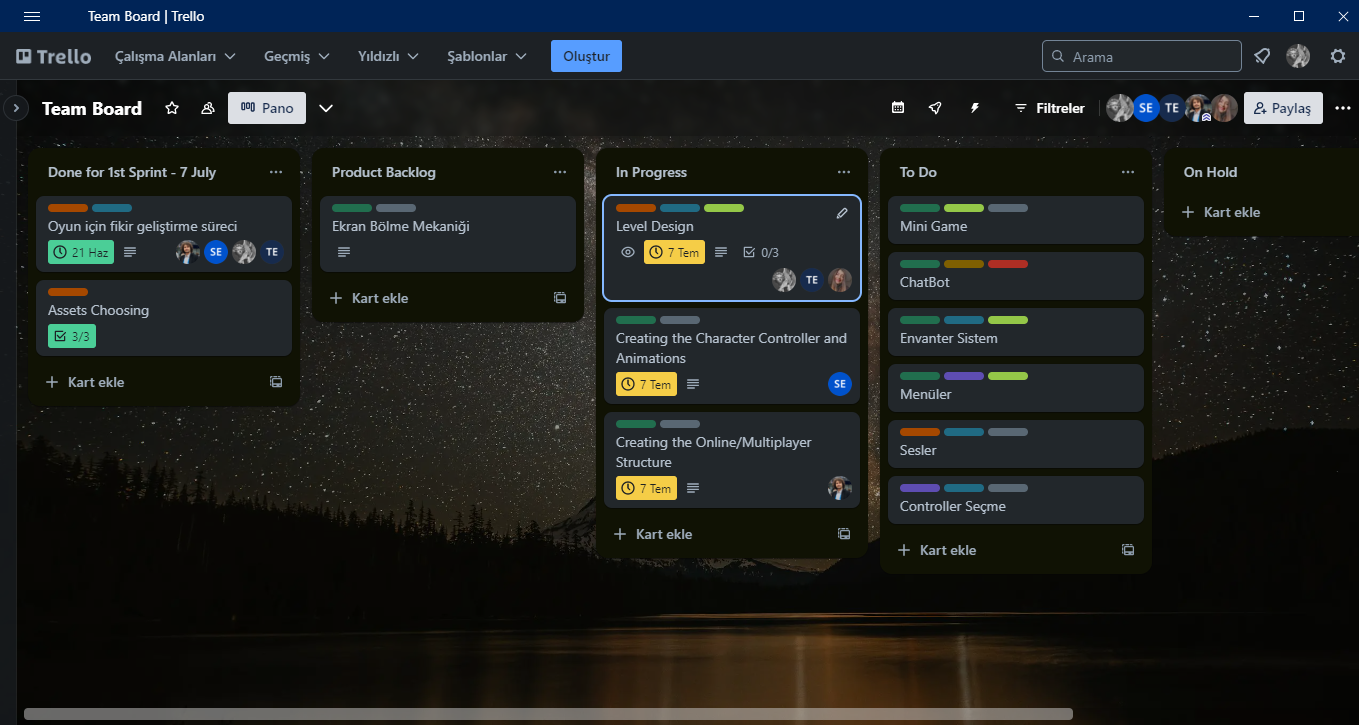 Team Board | Trello
Trello
Çalışma Alanları
Geçmiş
Yıldızlı
Şablonlar
Oluştur
Arama
Team Board
Pano
Filtreler
SE
TE
Paylaş
Done for 1st Sprint - 7 July
Oyun için fikir geliştirme süreci
21 Haz
SE
TE
Assets Choosing
3/3
Kart ekle
Product Backlog
Ekran Bölme Mekaniği
Kart ekle
In Progress
Level Design
7 Tem
0/3
TE
Creating the Character Controller and
Animations
7 Tem
SE
Creating the Online/Multiplayer
Structure
7 Tem
Kart ekle
To Do
Mini Game
ChatBot
Envanter Sistem
Menüler
Sesler
Controller Seçme
Kart ekle
On Hold
Kart ekle